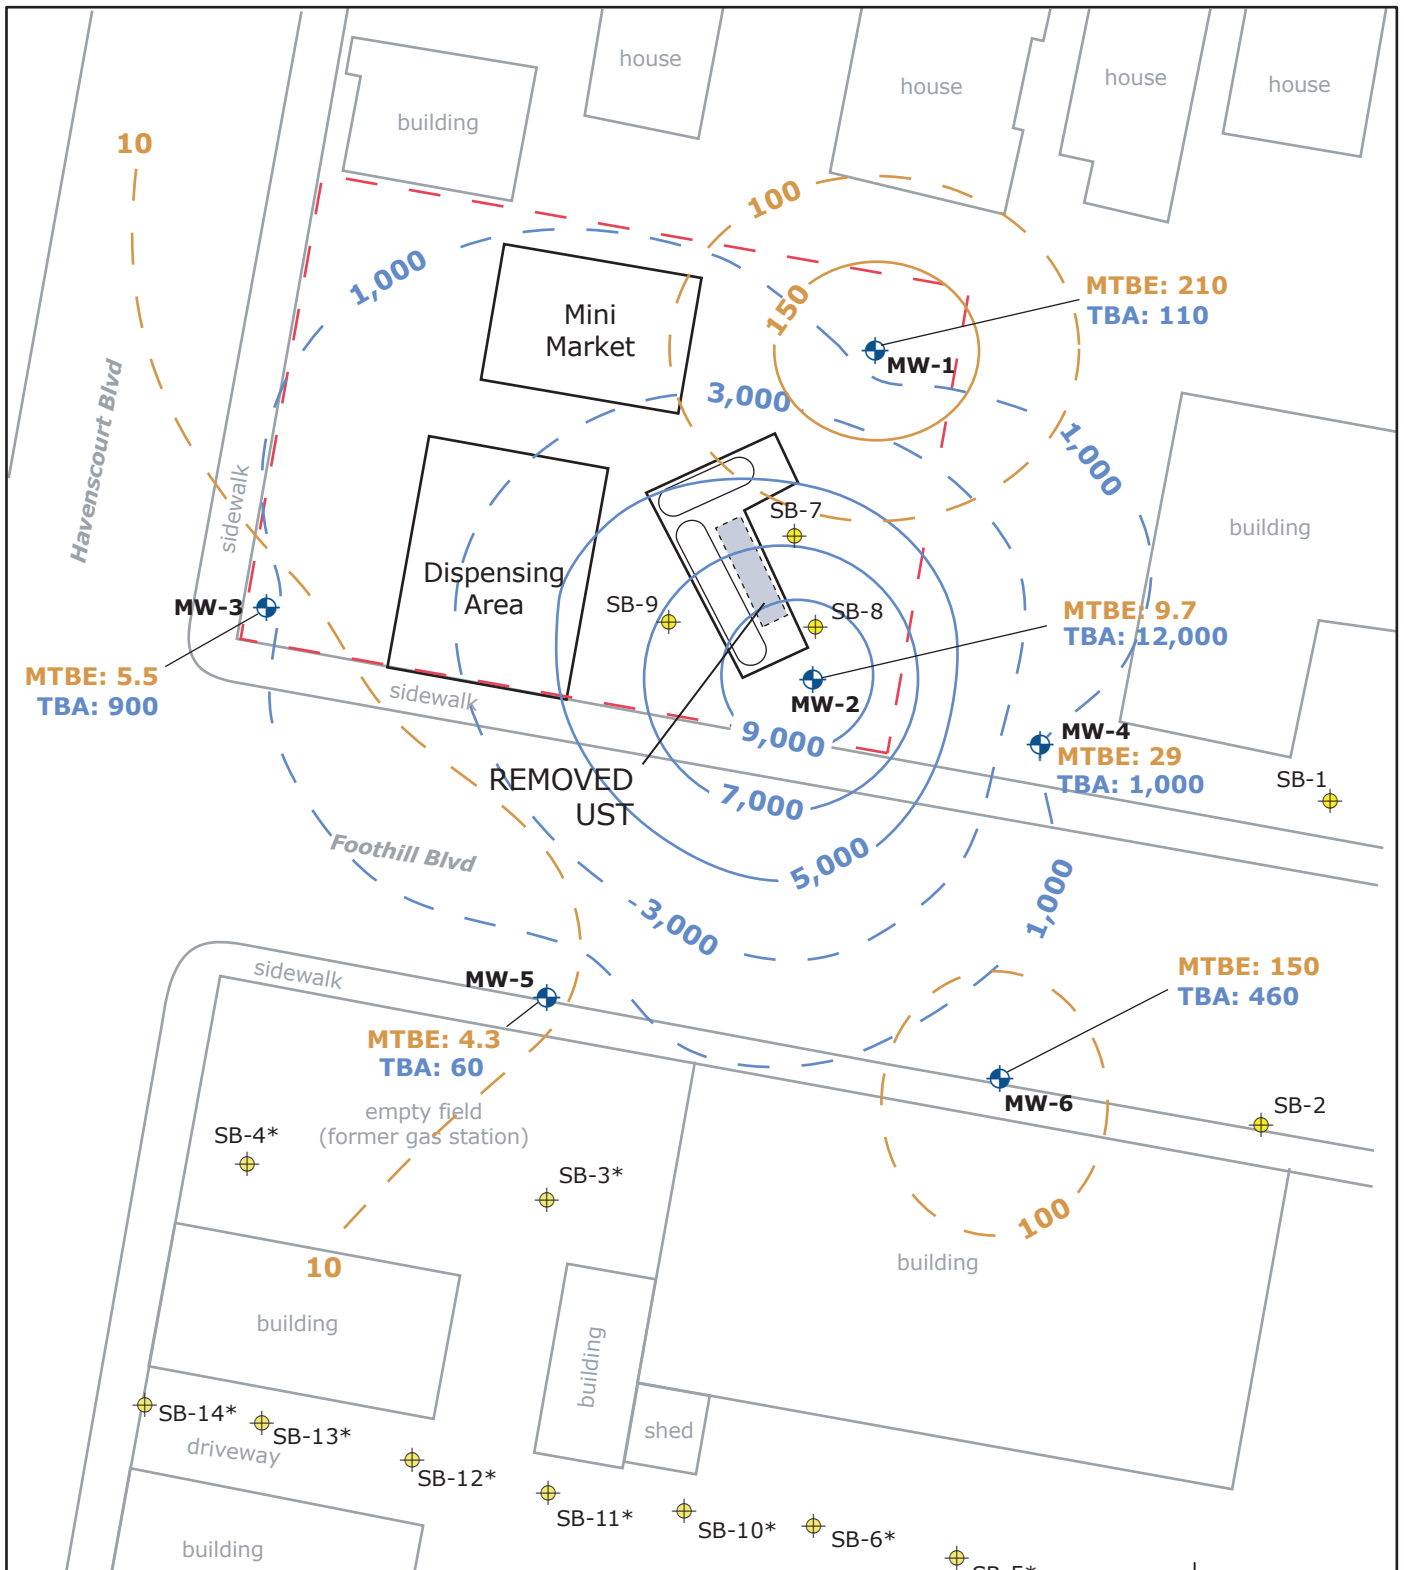 house
house
house
house
building
10
100
1,000
150
MTBE: 210
TBA: 110
Mini
Market
MW-1
3,000
1,000
Havenscourt Blvd
sidewalk
SB-7
building
Dispensing
Area
MW-3
SB-9
SB-8
MTBE: 9.7
TBA: 12,000
MTBE: 5.5
TBA: 900
sidewalk
MW-2
9,000
MW-4
MTBE: 29
TBA: 1,000
SB-1
REMOVED
UST
7,000
Foothill Blvd
5,000
1,000
3,000
sidewalk
MW-5
MTBE: 150
TBA: 460
MTBE: 4.3
TBA: 60
MW-6
SB-2
empty field
(former gas station)
SB-4*
SB-3*
100
10
building
building
building
SB-14*
SB-13*
driveway
shed
SB-12*
SB-11*
SB-10*
SB-6*
building